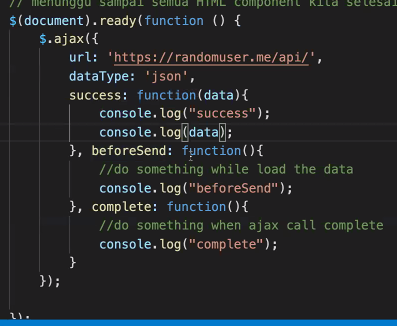 // menunggu sampai semua HTML component kita selesai
$(document).ready(function () {
    $.ajax({
        url: 'https://randomuser.me/api/',
        dataType: 'json',
        success: function(data){
            console.log("success");
            console.log(data);
        }, beforeSend: function(){
            //do something while load the data
            console.log("beforeSend");
        }, complete: function(){
            //do something when ajax call complete
            console.log("complete");
        }
    });
});